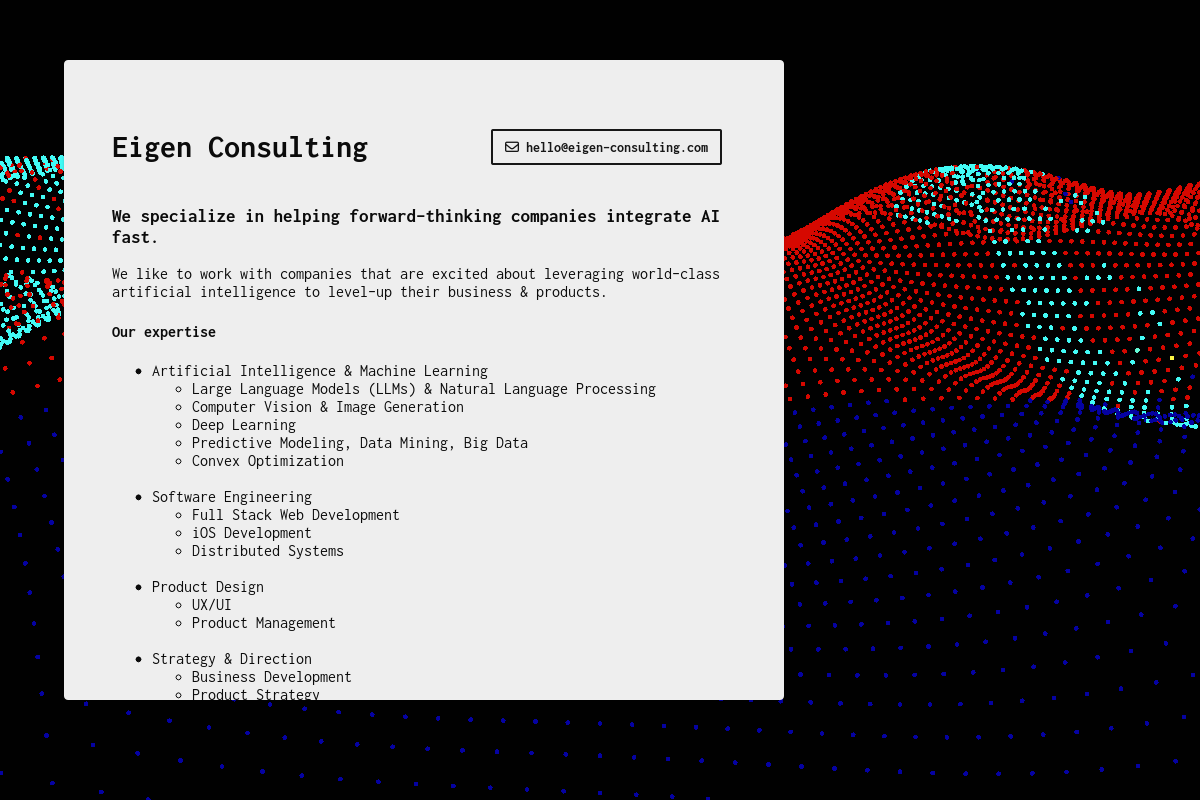 Eigen Consulting
hello@eigen-consulting.com
We specialize in helping forward-thinking companies integrate AI
fast.
We like to work with companies that are excited about leveraging world-class
artificial intelligence to level-up their business & products.
Our expertise
Artificial Intelligence & Machine Learning
Large Language Models (LLMs) & Natural Language Processing
Computer Vision & Image Generation
Deep Learning
Predictive Modeling, Data Mining, Big Data
Convex Optimization
Software Engineering
Full Stack Web Development
iOS Development
Distributed Systems
Product Design
UX/UI
Product Management
Strategy & Direction
Business Development
Product Strategy